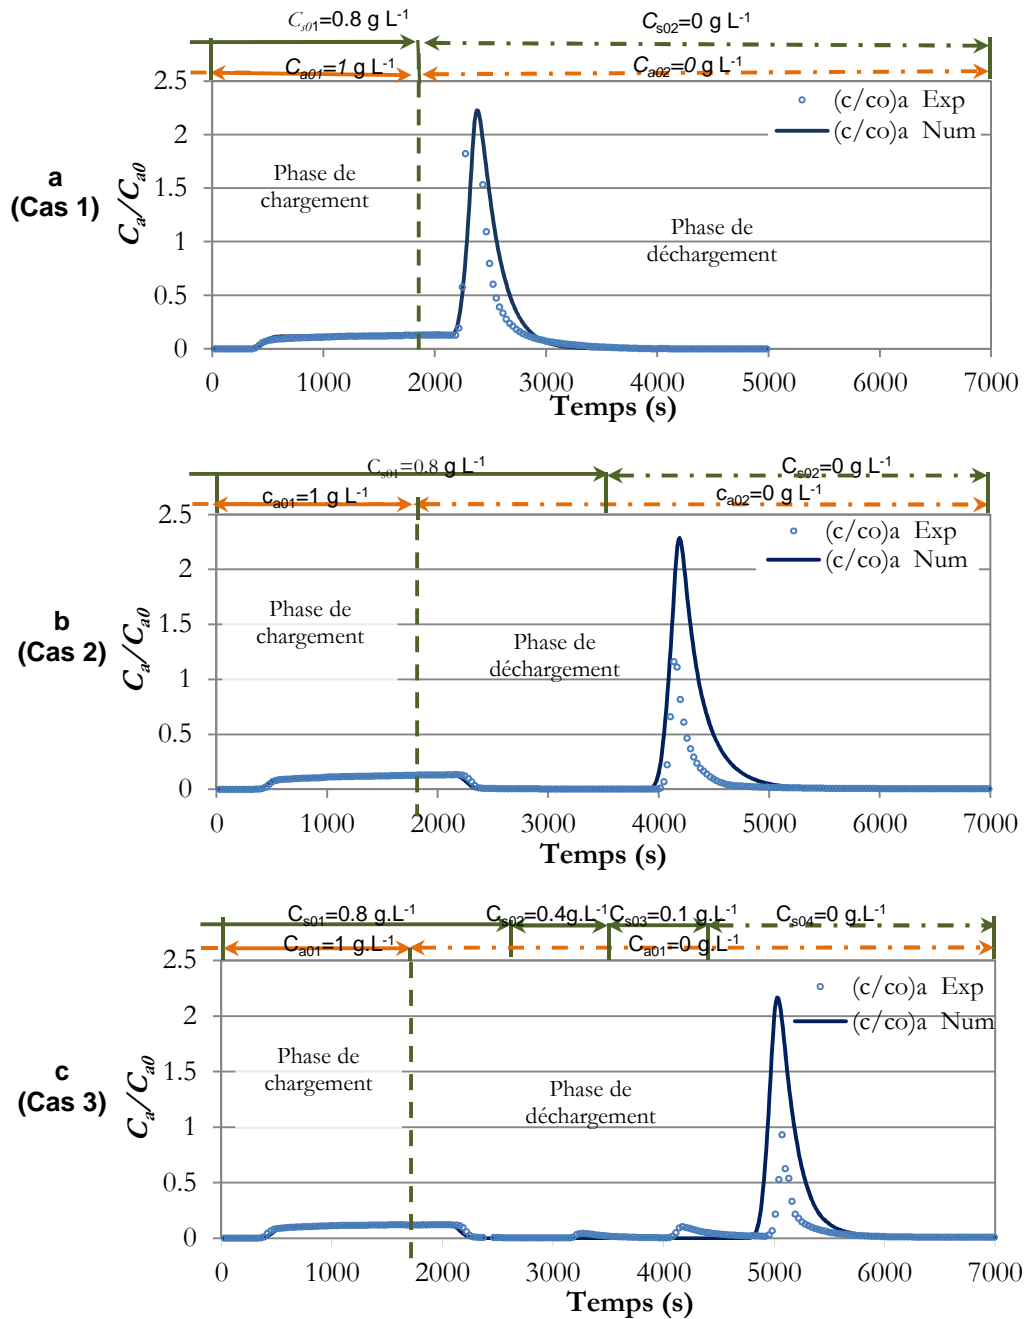 Cs01=0.8 g L-1 Cs02=0 g L-1
Ca01=1 g L-1 Ca02=0 g L-1
2.5
(c/co)a Exp
2
(c/co)a Num
Phase de
chargement
a
(Cas 1)
Ca/Ca0
1.5
Phase de
déchargement
1
0.5
0
0 1000 2000 3000 4000 5000 6000 7000
Temps (s)
Cs01=0.8 g L-1 Cs02=0 g L-1
ca01=1 g L-1 ca02=0 g L-1
2.5
(c/co)a Exp
(c/co)a Num
2
Phase de
chargement
b
(Cas 2)
Ca/Ca0
1.5
Phase de
déchargement
1
0.5
0
0 1000 2000 3000 4000 5000 6000 7000
Temps (s)
Cs01=0.8 g.L-1 Cs02=0.4g.L-1 Cs03=0.1 g.L-1 Cs04=0 g.L-1
Ca01=1 g.L-1 Ca01=0 g.L-1
2.5
(c/co)a Exp
2
(c/co)a Num
Phase de
chargement
c
(Cas 3)
Ca/Ca0
1.5
Phase de
déchargement
1
0.5
0
0 1000 2000 3000 4000 5000 6000 7000
Temps (s)